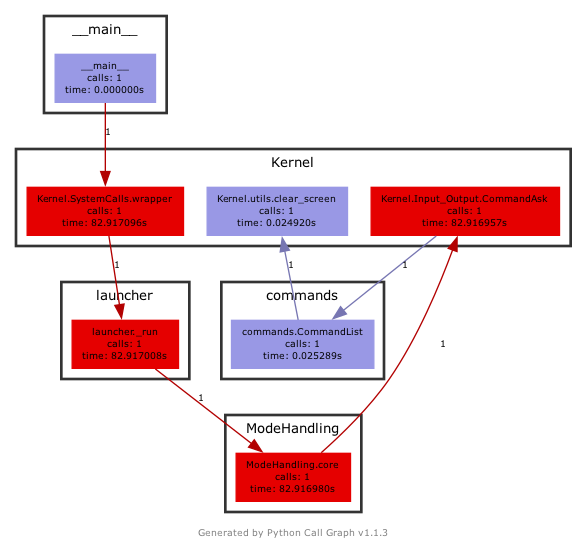 __main__
__main__
calls: 1
time: 0.000000s
1
Kernel
Kernel.SystemCalls.wrapper
calls: 1
time: 82.917096s
Kernel.utils.clear_screen
calls: 1
time: 0.024920s
Kernel.Input_Output.CommandAsk
calls: 1
time: 82.916957s
1
1
1
launcher
launcher._run
calls: 1
time: 82.917008s
commands
commands.CommandList
calls: 1
time: 0.025289s
1
1
ModeHandling
ModeHandling.core
calls: 1
time: 82.916980s
Generated by Python Call Graph v1.1.3